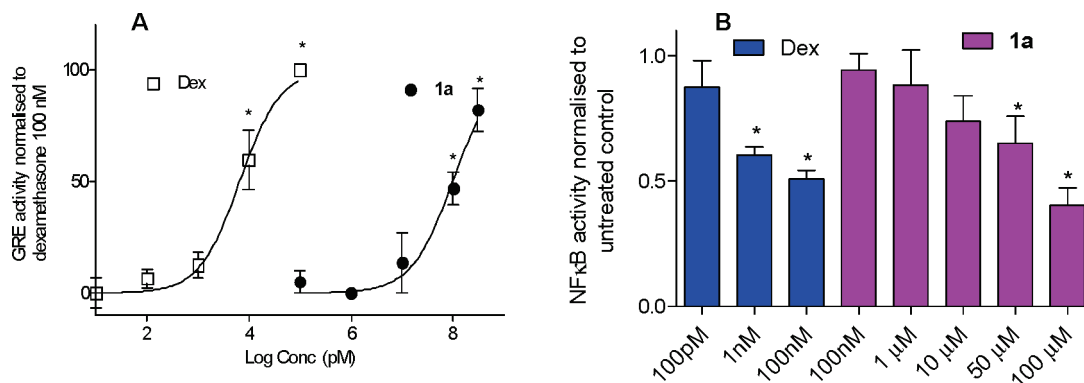 A
GRE activity normalised to
dexamethasone 100 nM
100
50
0
Dex
1a
*
*
*
*
2
4
6
8
Log Conc (pM)
B
NFκB activity normalised to
untreated control
1.0
0.5
0.0
Dex
1a
*
*
*
*
100pM
1nM
100nM
100nM
1 μM
10 μM
50 μM
100 μM